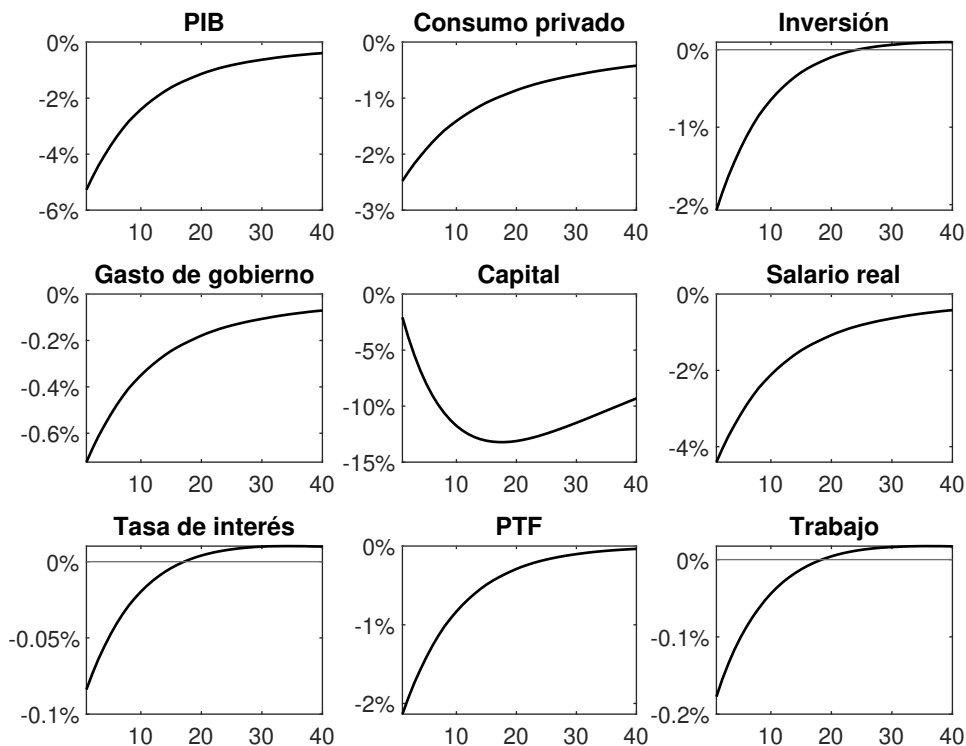 PIB
0%
-2%
-4%
-6%
10 20 30 40
Consumo privado
0%
-1%
-2%
-3%
10 20 30 40
Inversión
0%
-1%
-2%
10 20 30 40
Gasto de gobierno
0%
-0.2%
-0.4%
-0.6%
10 20 30 40
Capital
0%
-5%
-10%
-15%
10 20 30 40
Salario real
0%
-2%
-4%
10 20 30 40
Tasa de interés
0%
-0.05%
-0.1%
10 20 30 40
PTF
0%
-1%
-2%
10 20 30 40
Trabajo
0%
-0.1%
-0.2%
10 20 30 40